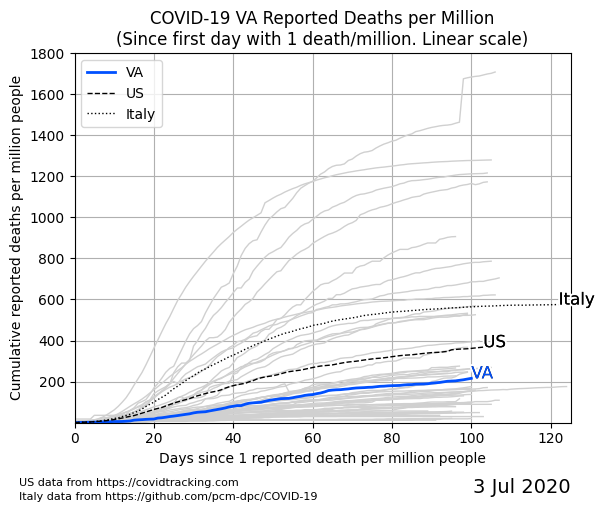 COVID-19 VA Reported Deaths per Million
(Since first day with 1 death/million. Linear scale)
Cumulative reported deaths per million people
1800
1600
1400
1200
1000
800
600
400
200
VA
US
Italy
Italy
US
VA
0 20 40 60 80 100 120
Days since 1 reported death per million people
US data from https://covidtracking.com
Italy data from https://github.com/pcm-dpc/COVID-19
3 Jul 2020